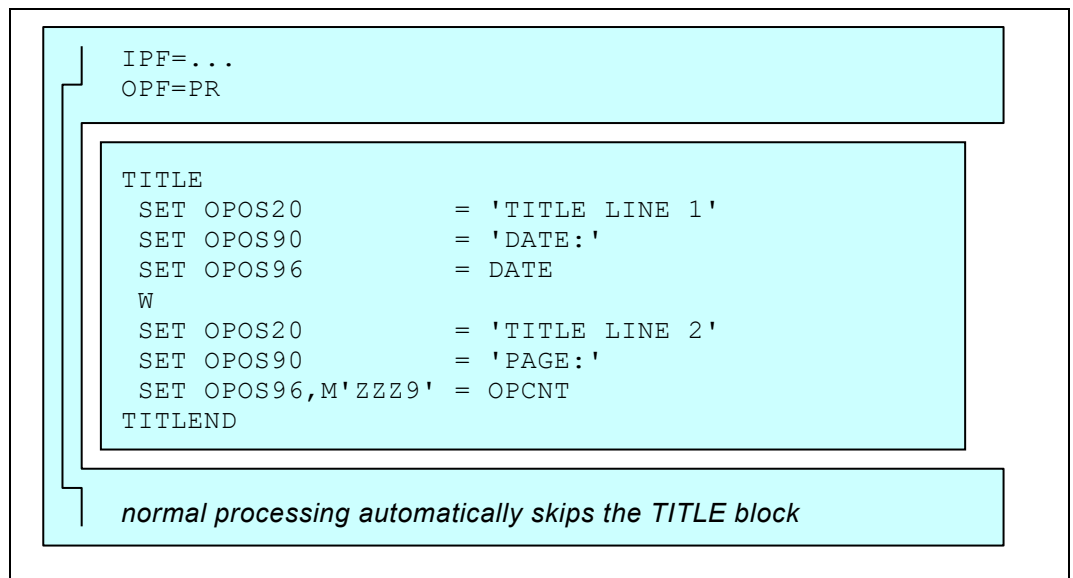 IPF=...
OPF=PR
TITLE
SET OPOS20 = 'TITLE LINE 1'
SET OPOS90 = 'DATE:'
SET OPOS96 = DATE
W
SET OPOS20 = 'TITLE LINE 2'
SET OPOS90 = 'PAGE:'
SET OPOS96,M'ZZZ9' = OPCNT
TITLEND
normal processing automatically skips the TITLE block